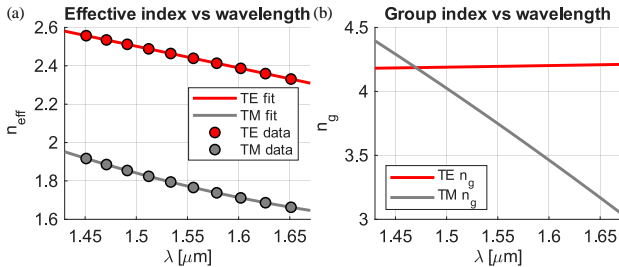 (a) Effective index vs wavelength
2.6
2.4
2.2
2
1.8
1.6
n_eff
TE fit
TM fit
TE data
TM data
1.45 1.5 1.55 1.6 1.65
λ [μm]
(b) Group index vs wavelength
5
4.5
4
3.5
3
n_g
TE n_g
TM n_g
1.45 1.5 1.55 1.6 1.65
λ [μm]